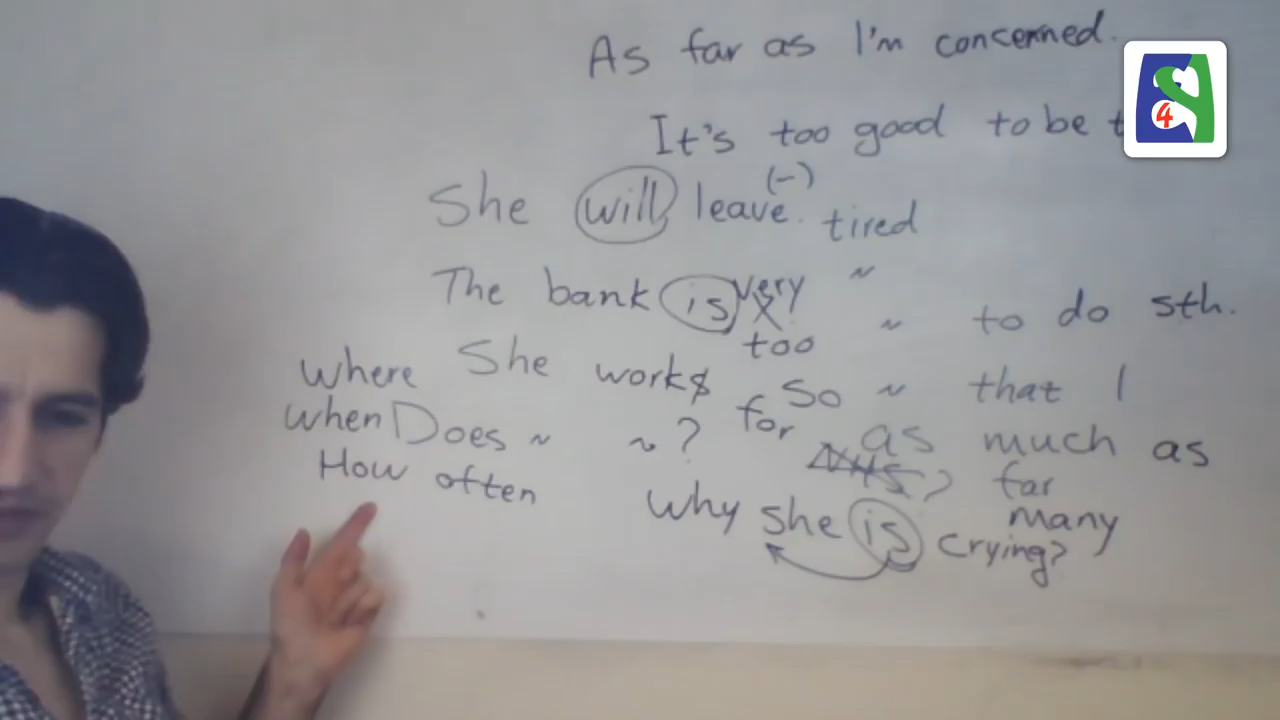 As far as I'm concerned.
It's too good to be t
4
She will leave. (-) tired
The bank is very ~
too ~ to do sth.
She works so ~ that I
where
when Does ~ ~?
How often
for as much as
far
many
why she is crying?